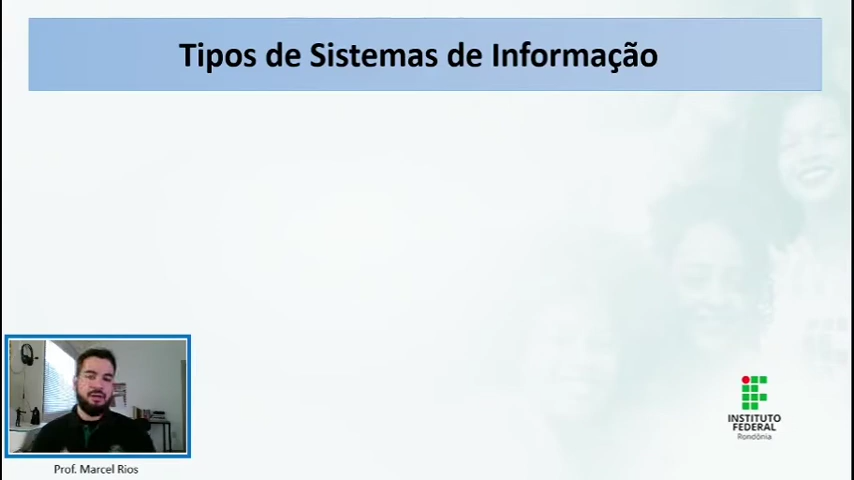 Tipos de Sistemas de Informação
INSTITUTO
FEDERAL
Rondônia
Prof. Marcel Rios